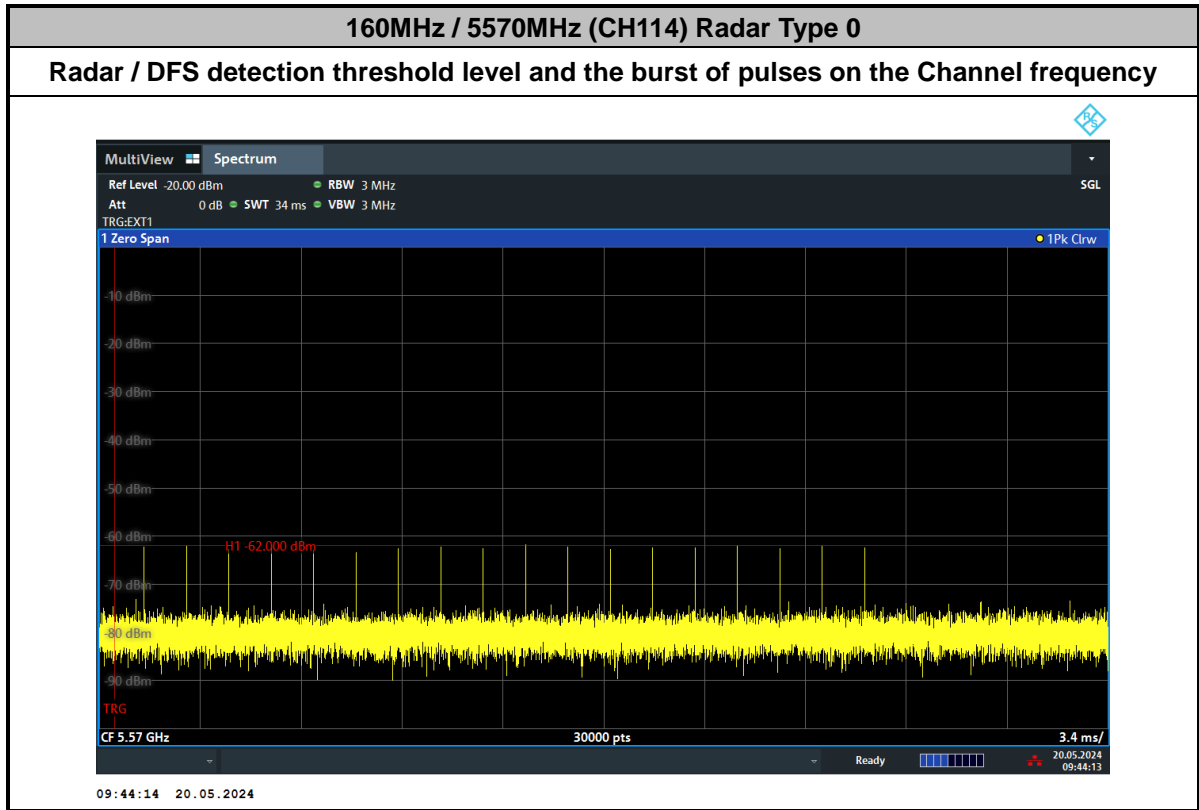 160MHz / 5570MHz (CH114) Radar Type 0
Radar / DFS detection threshold level and the burst of pulses on the Channel frequency
R&S
MultiView Spectrum
Ref Level -20.00 dBm RBW 3 MHz SGL
Att 0 dB SWT 34 ms VBW 3 MHz
TRG:EXT1
1 Zero Span 1Pk Clrw
-10 dBm
-20 dBm
-30 dBm
-40 dBm
-50 dBm
-60 dBm
H1 -62.000 dBm
-70 dBm
-80 dBm
-90 dBm
TRG
CF 5.57 GHz 30000 pts 3.4 ms/
Ready 20.05.2024
09:44:13
09:44:14 20.05.2024